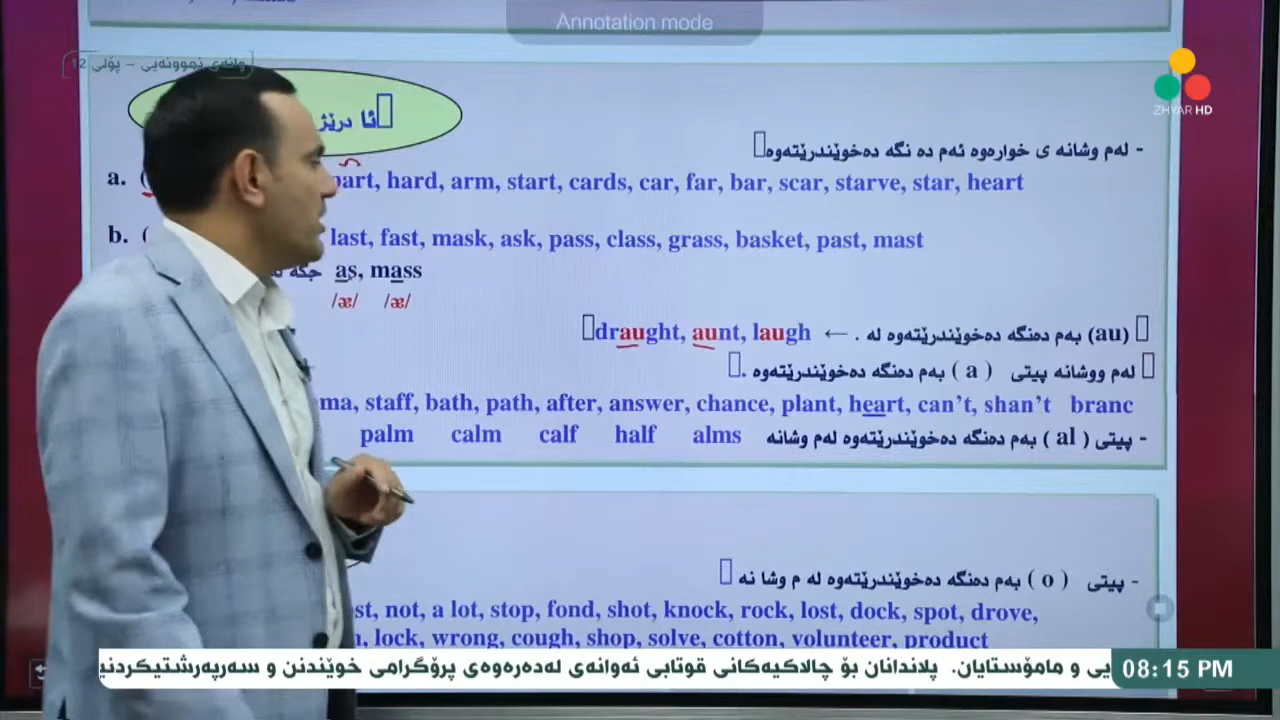 Annotation mode
وانەی نموونەیی - پۆلی 12
ZHYAR HD
ئا درێژ
- لەم وشانە ی خوارەوە ئەم دە نگە دەخوێندرێتەوە
a. part, hard, arm, start, cards, car, far, bar, scar, starve, star, heart
b. ( last, fast, mask, ask, pass, class, grass, basket, past, mast
جگە as, mass
/æ/ /æ/
(au) بەم دەنگە دەخوێندرێتەوە لە . ← draught, aunt, laugh
لەم ووشانە پیتی ( a ) بەم دەنگە دەخوێندرێتەوە .
ma, staff, bath, path, after, answer, chance, plant, heart, can't, shan't branc
- پیتی ( al ) بەم دەنگە دەخوێندرێتەوە لەم وشانە palm calm calf half alms
- پیتی ( o ) بەم دەنگە دەخوێندرێتەوە لە م وشا نە
st, not, a lot, stop, fond, shot, knock, rock, lost, dock, spot, drove,
lock, wrong, cough, shop, solve, cotton, volunteer, product
یی و مامۆستایان. پلاندانان بۆ چالاکیەکانی قوتابی ئەوانەی لەدەرەوەی پرۆگرامی خوێندنن و سەرپەرشتیکردنی
08:15 PM